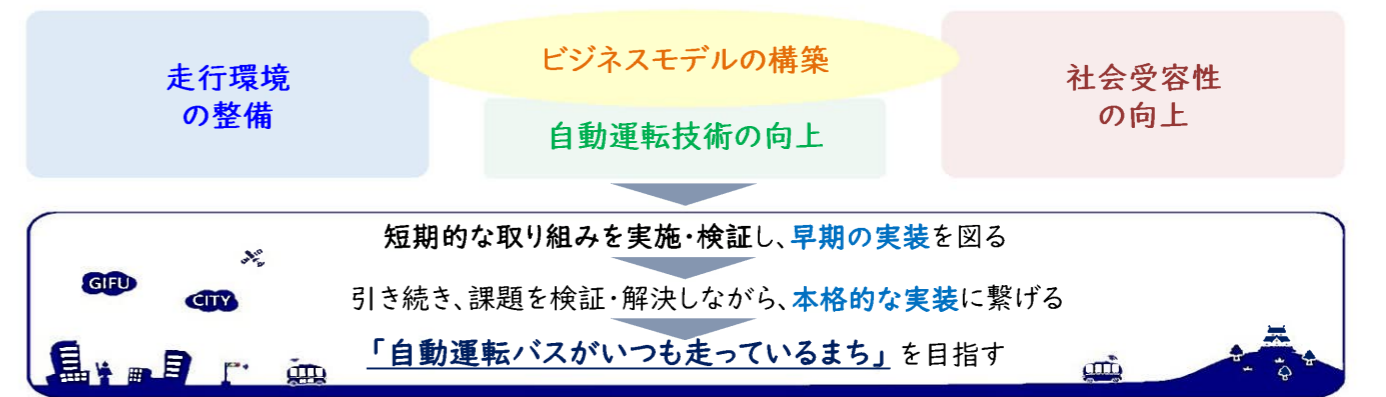 走行環境
の整備
ビジネスモデルの構築
自動運転技術の向上
社会受容性
の向上
短期的な取り組みを実施・検証し、早期の実装を図る
GIFU
CITY
引き続き、課題を検証・解決しながら、本格的な実装に繋げる
「自動運転バスがいつも走っているまち」を目指す